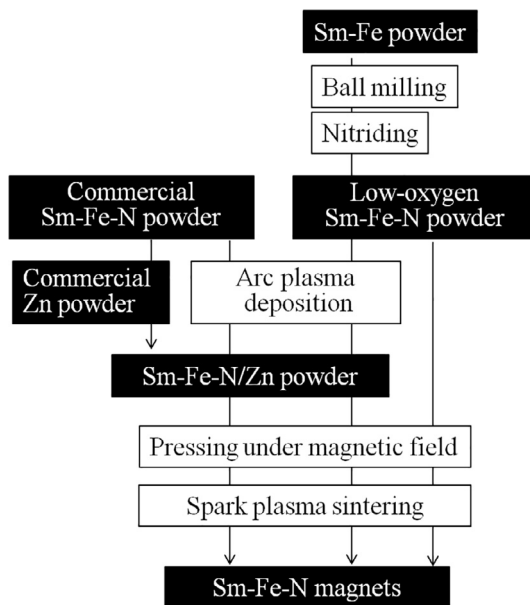 Sm-Fe powder
Ball milling
Nitriding
Commercial
Sm-Fe-N powder
Low-oxygen
Sm-Fe-N powder
Commercial
Zn powder
Arc plasma
deposition
Sm-Fe-N/Zn powder
Pressing under magnetic field
Spark plasma sintering
Sm-Fe-N magnets